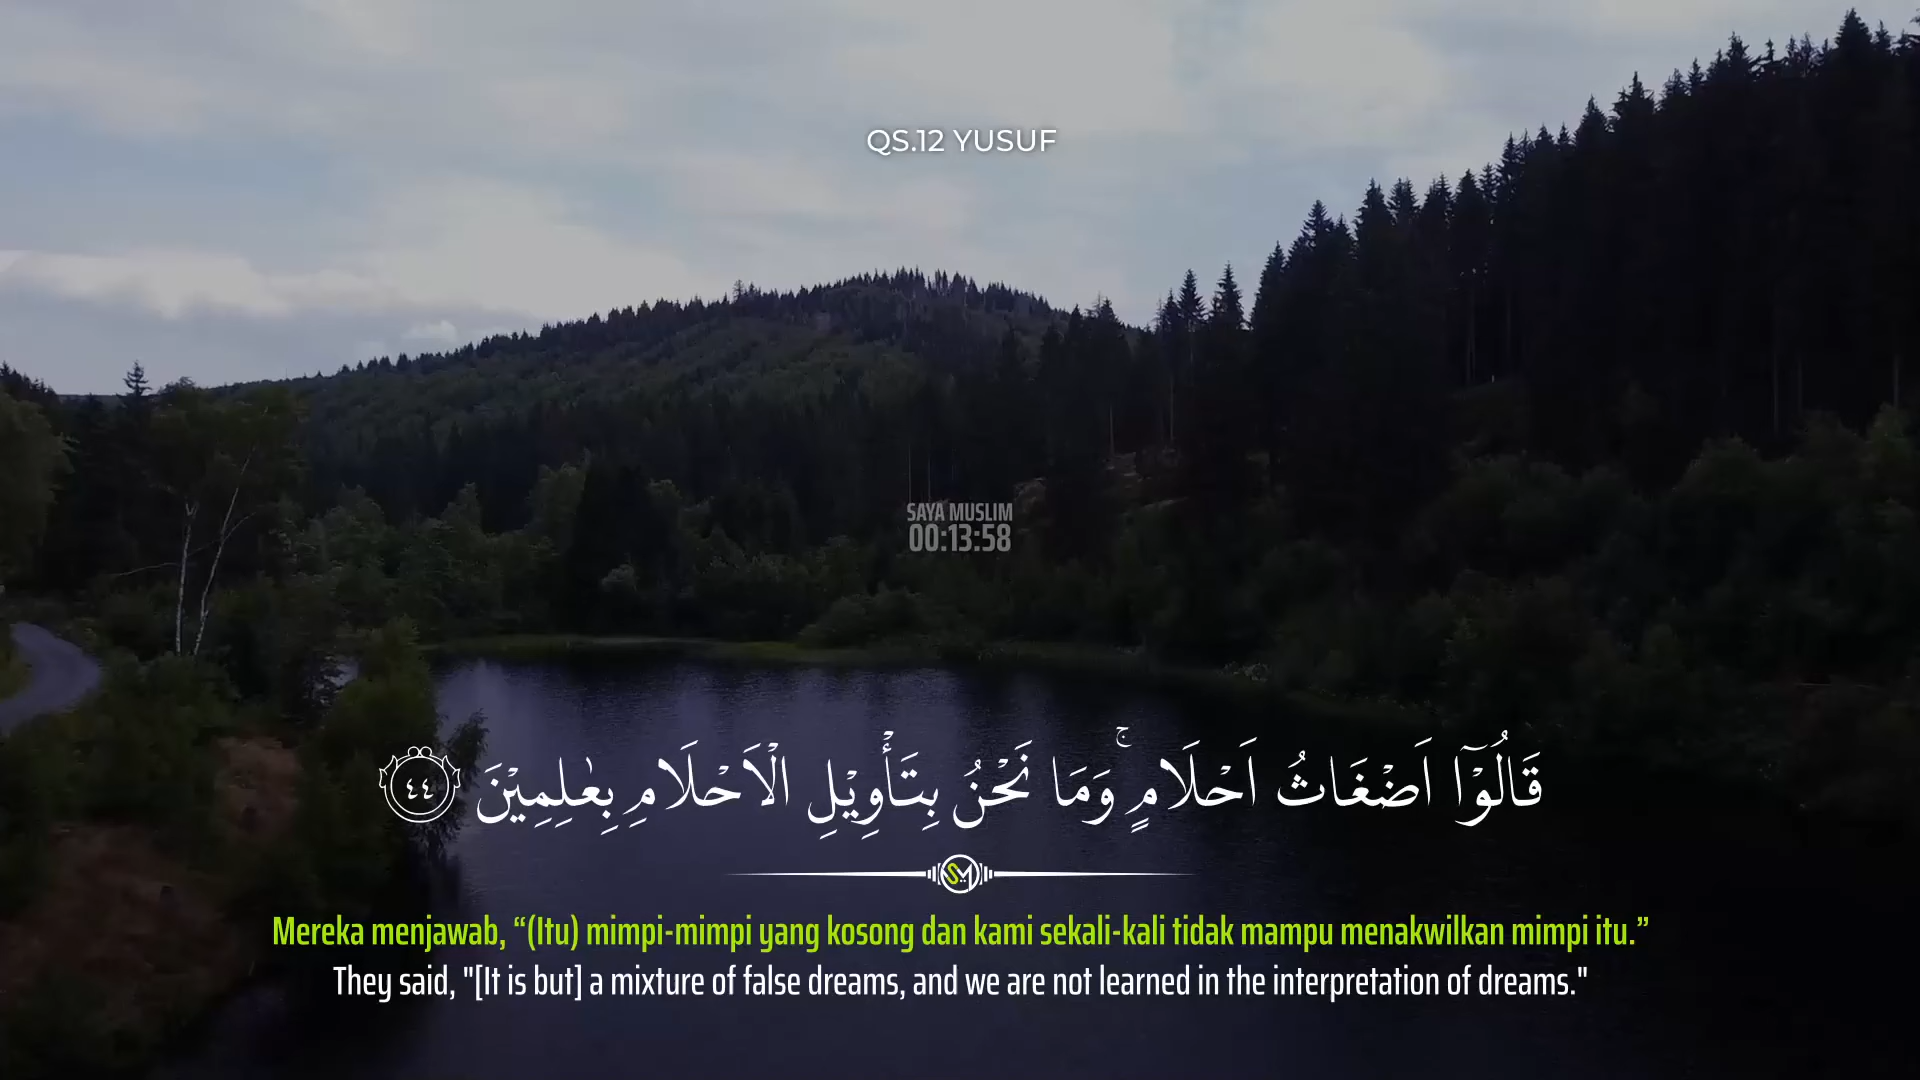 QS.12 YUSUF
SAYA MUSLIM
00:13:58
قَالُوْٓا اَضْغَاثُ اَحْلَامٍ ۚوَمَا نَحْنُ بِتَأْوِيْلِ الْاَحْلَامِ بِعٰلِمِيْنَ ٤٤
SM
Mereka menjawab, “(Itu) mimpi-mimpi yang kosong dan kami sekali-kali tidak mampu menakwilkan mimpi itu.”
They said, "[It is but] a mixture of false dreams, and we are not learned in the interpretation of dreams."